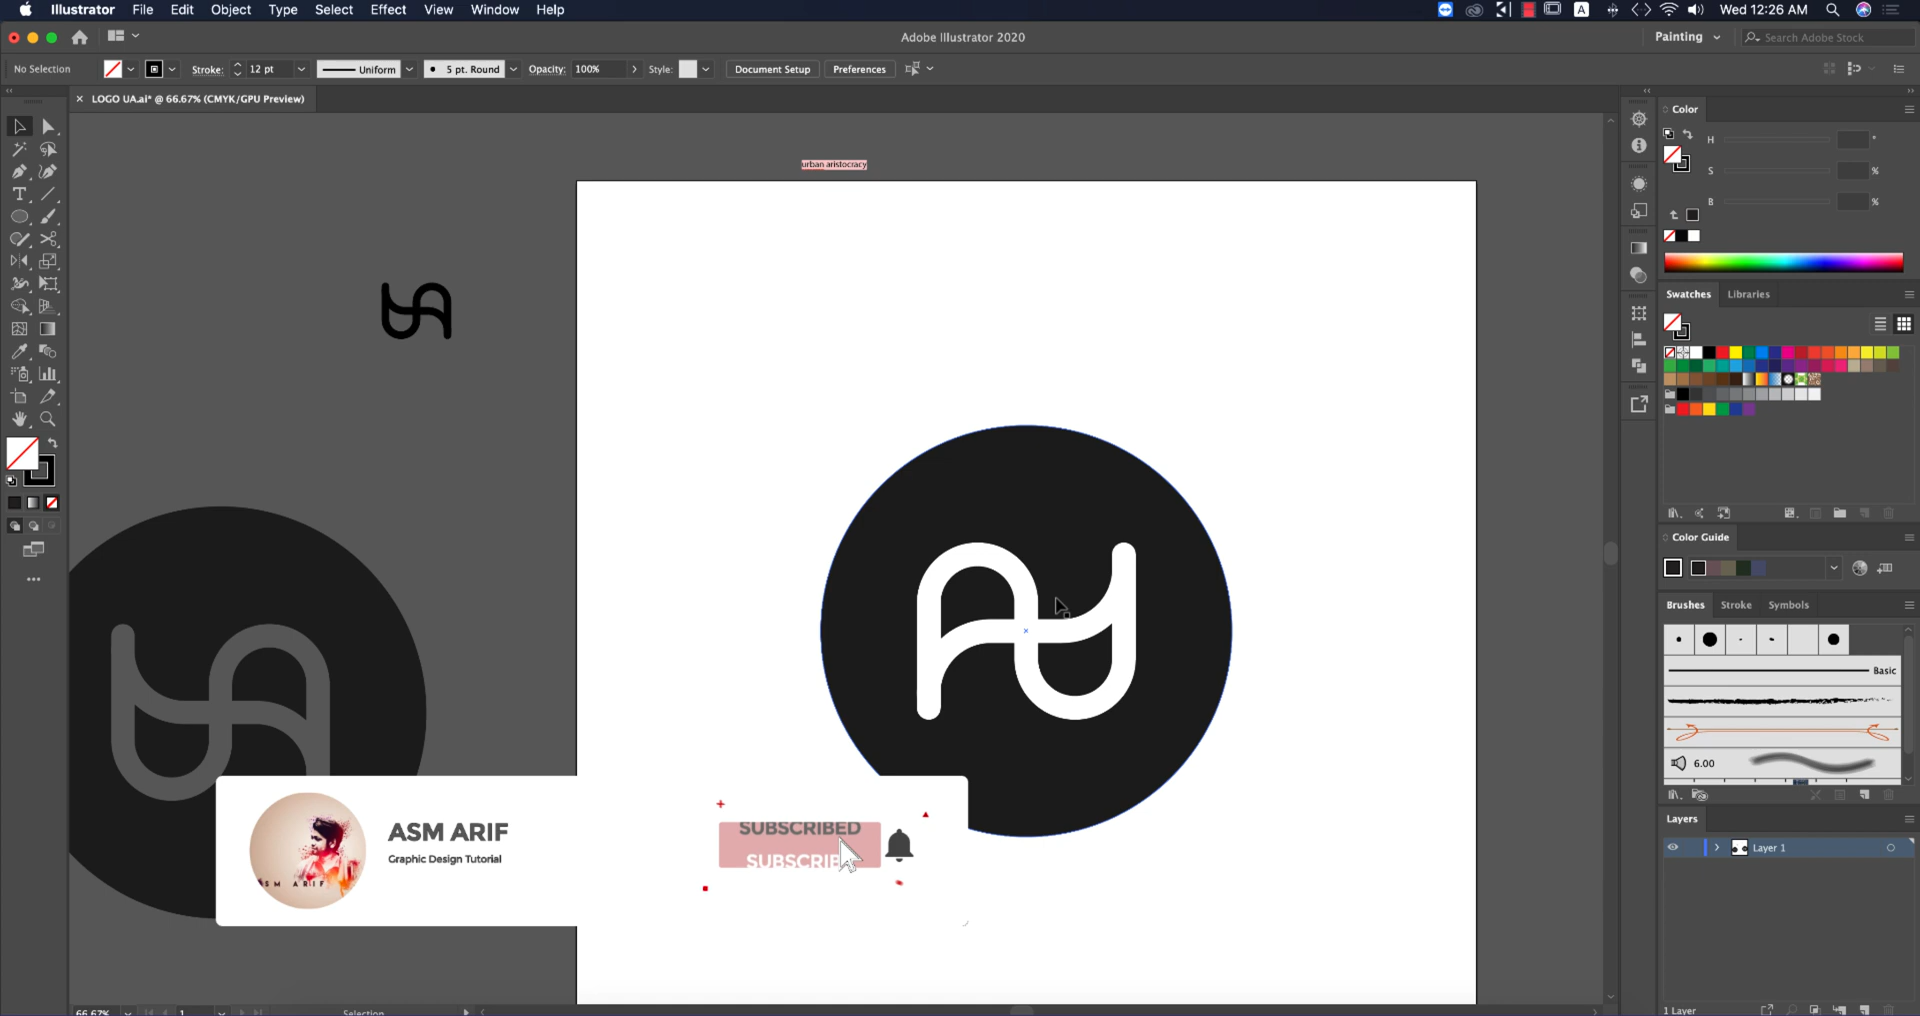 Illustrator File Edit Object Type Select Effect View Window Help
A
Wed 12:26 AM
Adobe Illustrator 2020
Painting
Search Adobe Stock
No Selection
Stroke: 12 pt
Uniform
5 pt. Round
Opacity: 100%
Style:
Document Setup
Preferences
LOGO UA.ai* @ 66.67% (CMYK/GPU Preview)
urban aristocracy
Color
H °
S %
B %
Swatches Libraries
Color Guide
Brushes Stroke Symbols
Basic
6.00
Layers
Layer 1
1 Layer
ASM ARIF
Graphic Design Tutorial
SUBSCRIBED
66.67%
1
Selection